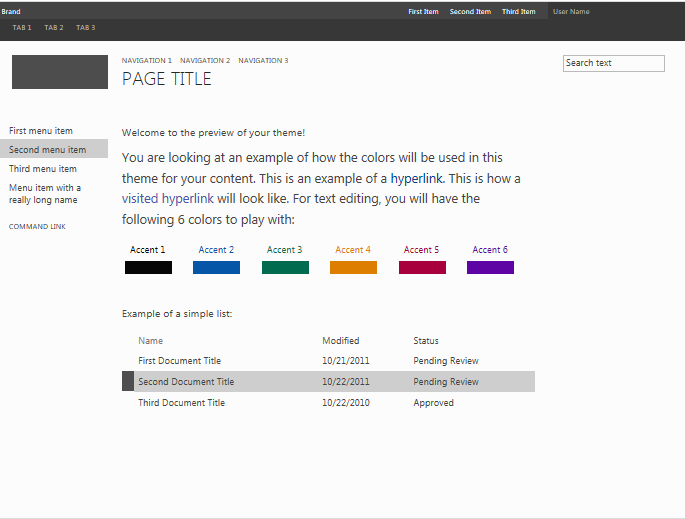 Brand First Item Second Item Third Item User Name
TAB 1 TAB 2 TAB 3
NAVIGATION 1 NAVIGATION 2 NAVIGATION 3
PAGE TITLE
Search text
First menu item
Second menu item
Third menu item
Menu item with a
really long name
COMMAND LINK
Welcome to the preview of your theme!
You are looking at an example of how the colors will be used in this
theme for your content. This is an example of a hyperlink. This is how a
visited hyperlink will look like. For text editing, you will have the
following 6 colors to play with:
Accent 1 Accent 2 Accent 3 Accent 4 Accent 5 Accent 6
Example of a simple list:
Name Modified Status
First Document Title 10/21/2011 Pending Review
Second Document Title 10/22/2011 Pending Review
Third Document Title 10/22/2010 Approved